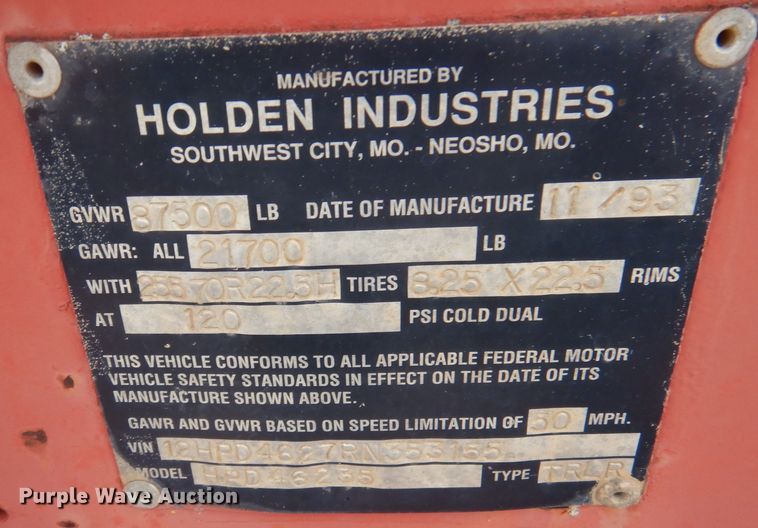 MANUFACTURED BY
HOLDEN INDUSTRIES
SOUTHWEST CITY, MO. - NEOSHO, MO.
GVWR 87500 LB DATE OF MANUFACTURE 11/93
GAWR: ALL 21700 LB
WITH 255 70R22.5H TIRES 8.25 X 22.5 RIMS
AT 120 PSI COLD DUAL
THIS VEHICLE CONFORMS TO ALL APPLICABLE FEDERAL MOTOR
VEHICLE SAFETY STANDARDS IN EFFECT ON THE DATE OF ITS
MANUFACTURE SHOWN ABOVE.
GAWR AND GVWR BASED ON SPEED LIMITATION OF 50 MPH.
VIN
MODEL TYPE TRLR
Purple Wave Auction